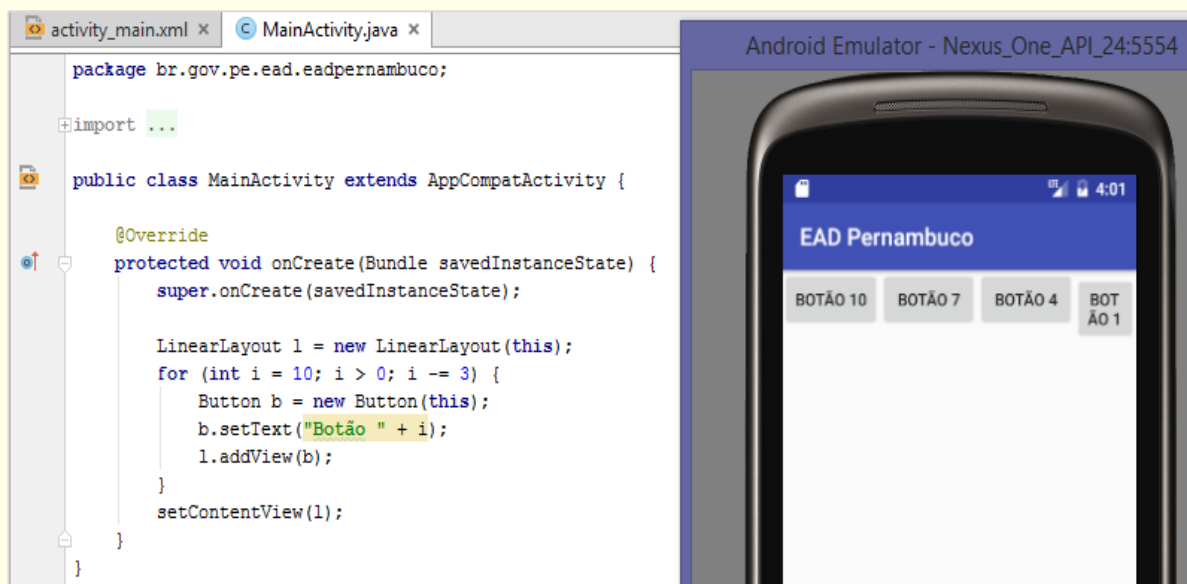 activity_main.xml × MainActivity.java ×
package br.gov.pe.ead.eadpernambuco;
import ...
public class MainActivity extends AppCompatActivity {
@Override
protected void onCreate(Bundle savedInstanceState) {
super.onCreate(savedInstanceState);
LinearLayout l = new LinearLayout(this);
for (int i = 10; i > 0; i -= 3) {
Button b = new Button(this);
b.setText("Botão " + i);
l.addView(b);
}
setContentView(l);
}
}
Android Emulator - Nexus_One_API_24:5554
LTE 4:01
EAD Pernambuco
BOTÃO 10 BOTÃO 7 BOTÃO 4 BOT
ÃO 1